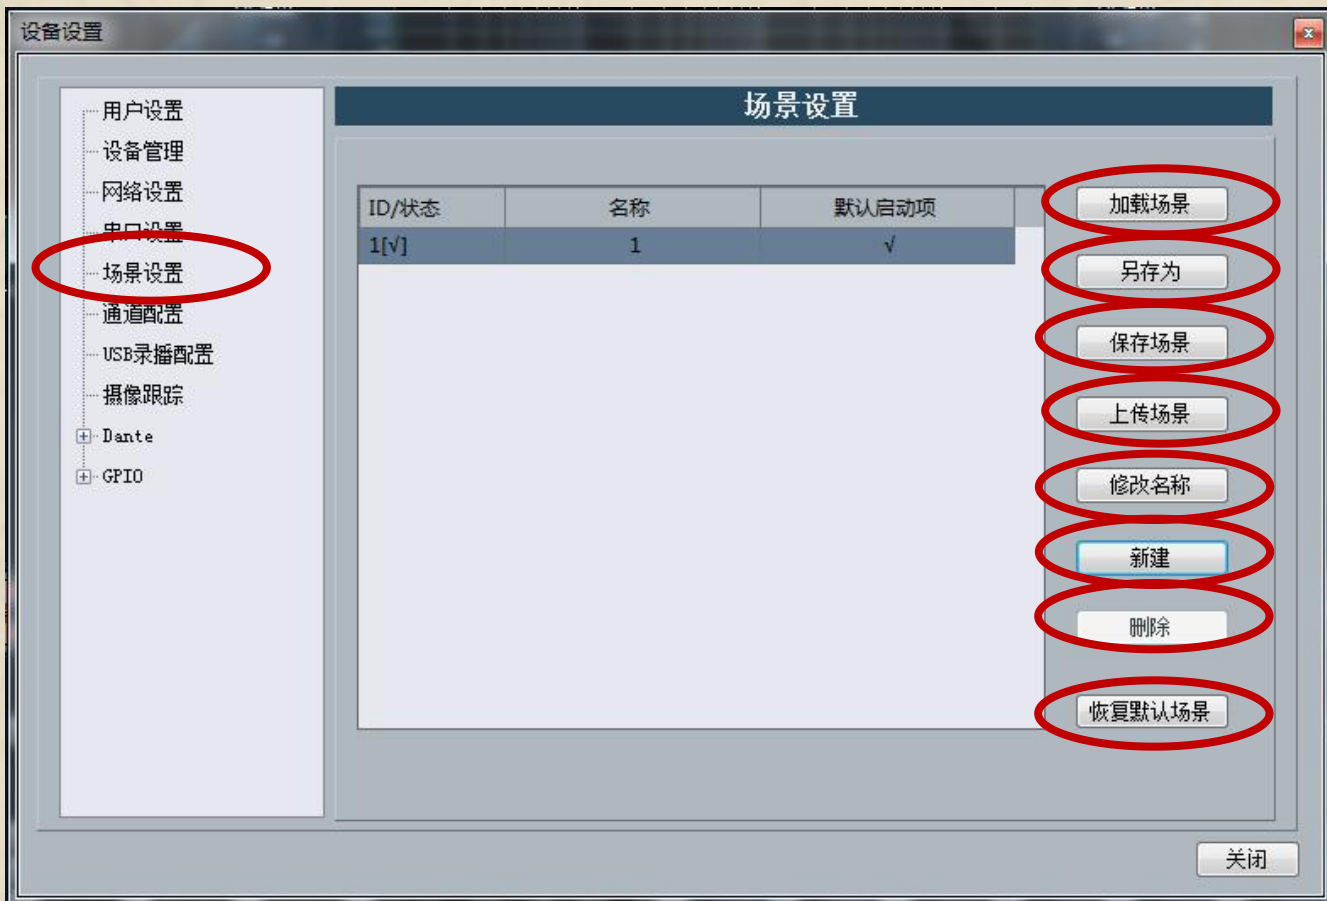 设备设置
用户设置
设备管理
网络设置
串口设置
场景设置
通道配置
USB录播配置
摄像跟踪
Dante
GPIO
场景设置
ID/状态 名称 默认启动项
1[√] 1 √
加载场景
另存为
保存场景
上传场景
修改名称
新建
删除
恢复默认场景
关闭